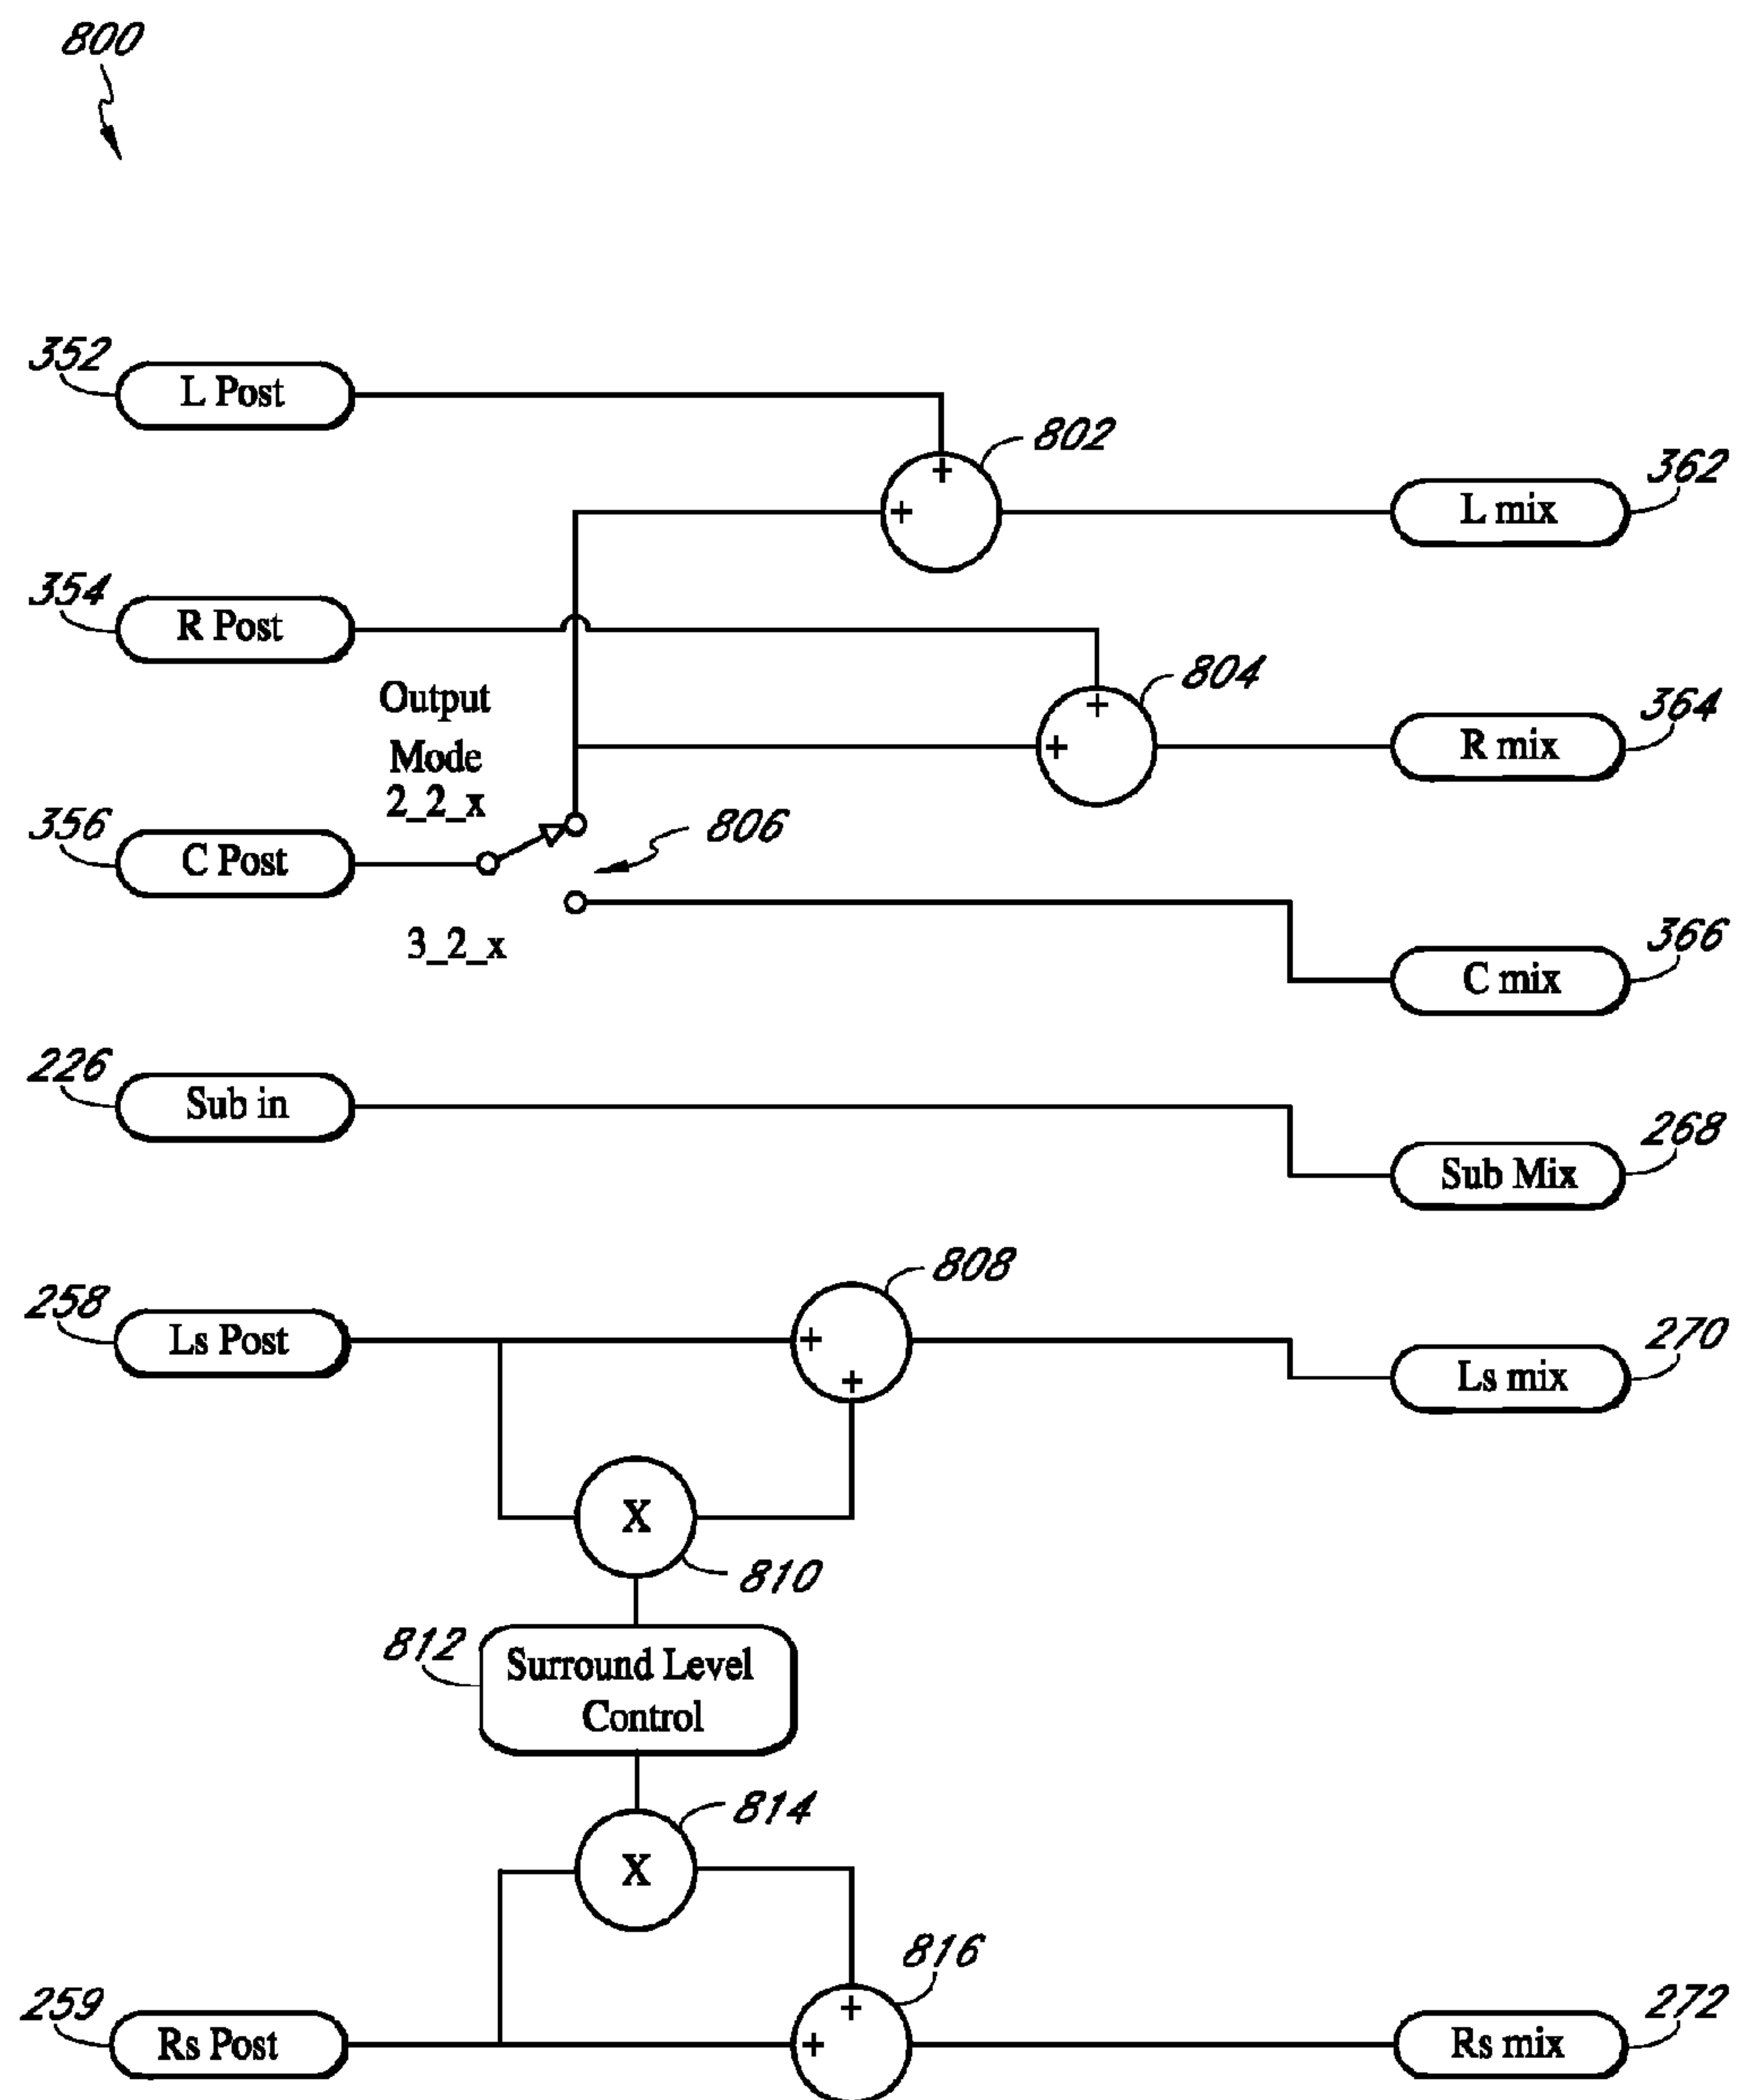 800
352
L Post
802
362
L mix
+
+
354
R Post
Output
Mode
2_2_x
804
364
R mix
+
+
356
C Post
806
3_2_x
366
C mix
226
Sub in
268
Sub Mix
258
Ls Post
808
+
+
270
Ls mix
X
810
812
Surround Level
Control
814
X
816
+
+
259
Rs Post
272
Rs mix